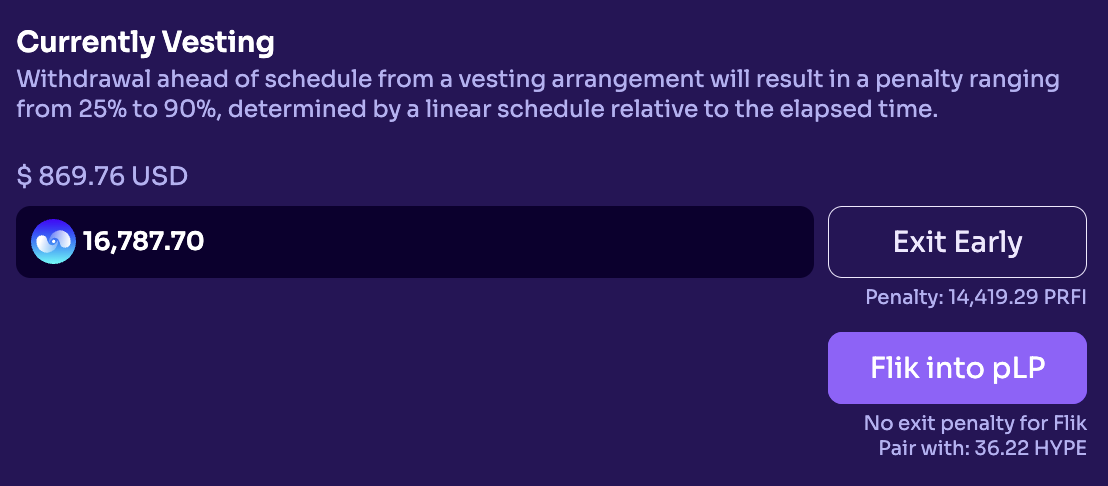 Currently Vesting
Withdrawal ahead of schedule from a vesting arrangement will result in a penalty ranging
from 25% to 90%, determined by a linear schedule relative to the elapsed time.
$ 869.76 USD
16,787.70
Exit Early
Penalty: 14,419.29 PRFI
Flik into pLP
No exit penalty for Flik
Pair with: 36.22 HYPE